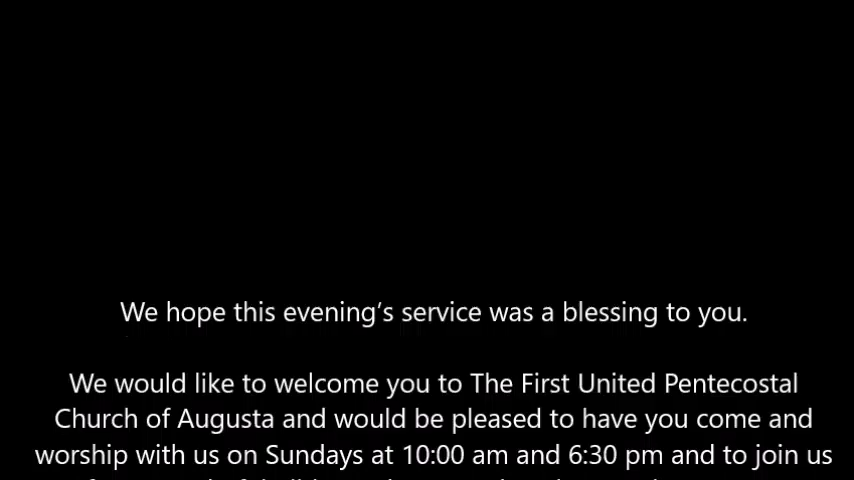 We hope this evening’s service was a blessing to you.
We would like to welcome you to The First United Pentecostal
Church of Augusta and would be pleased to have you come and
worship with us on Sundays at 10:00 am and 6:30 pm and to join us